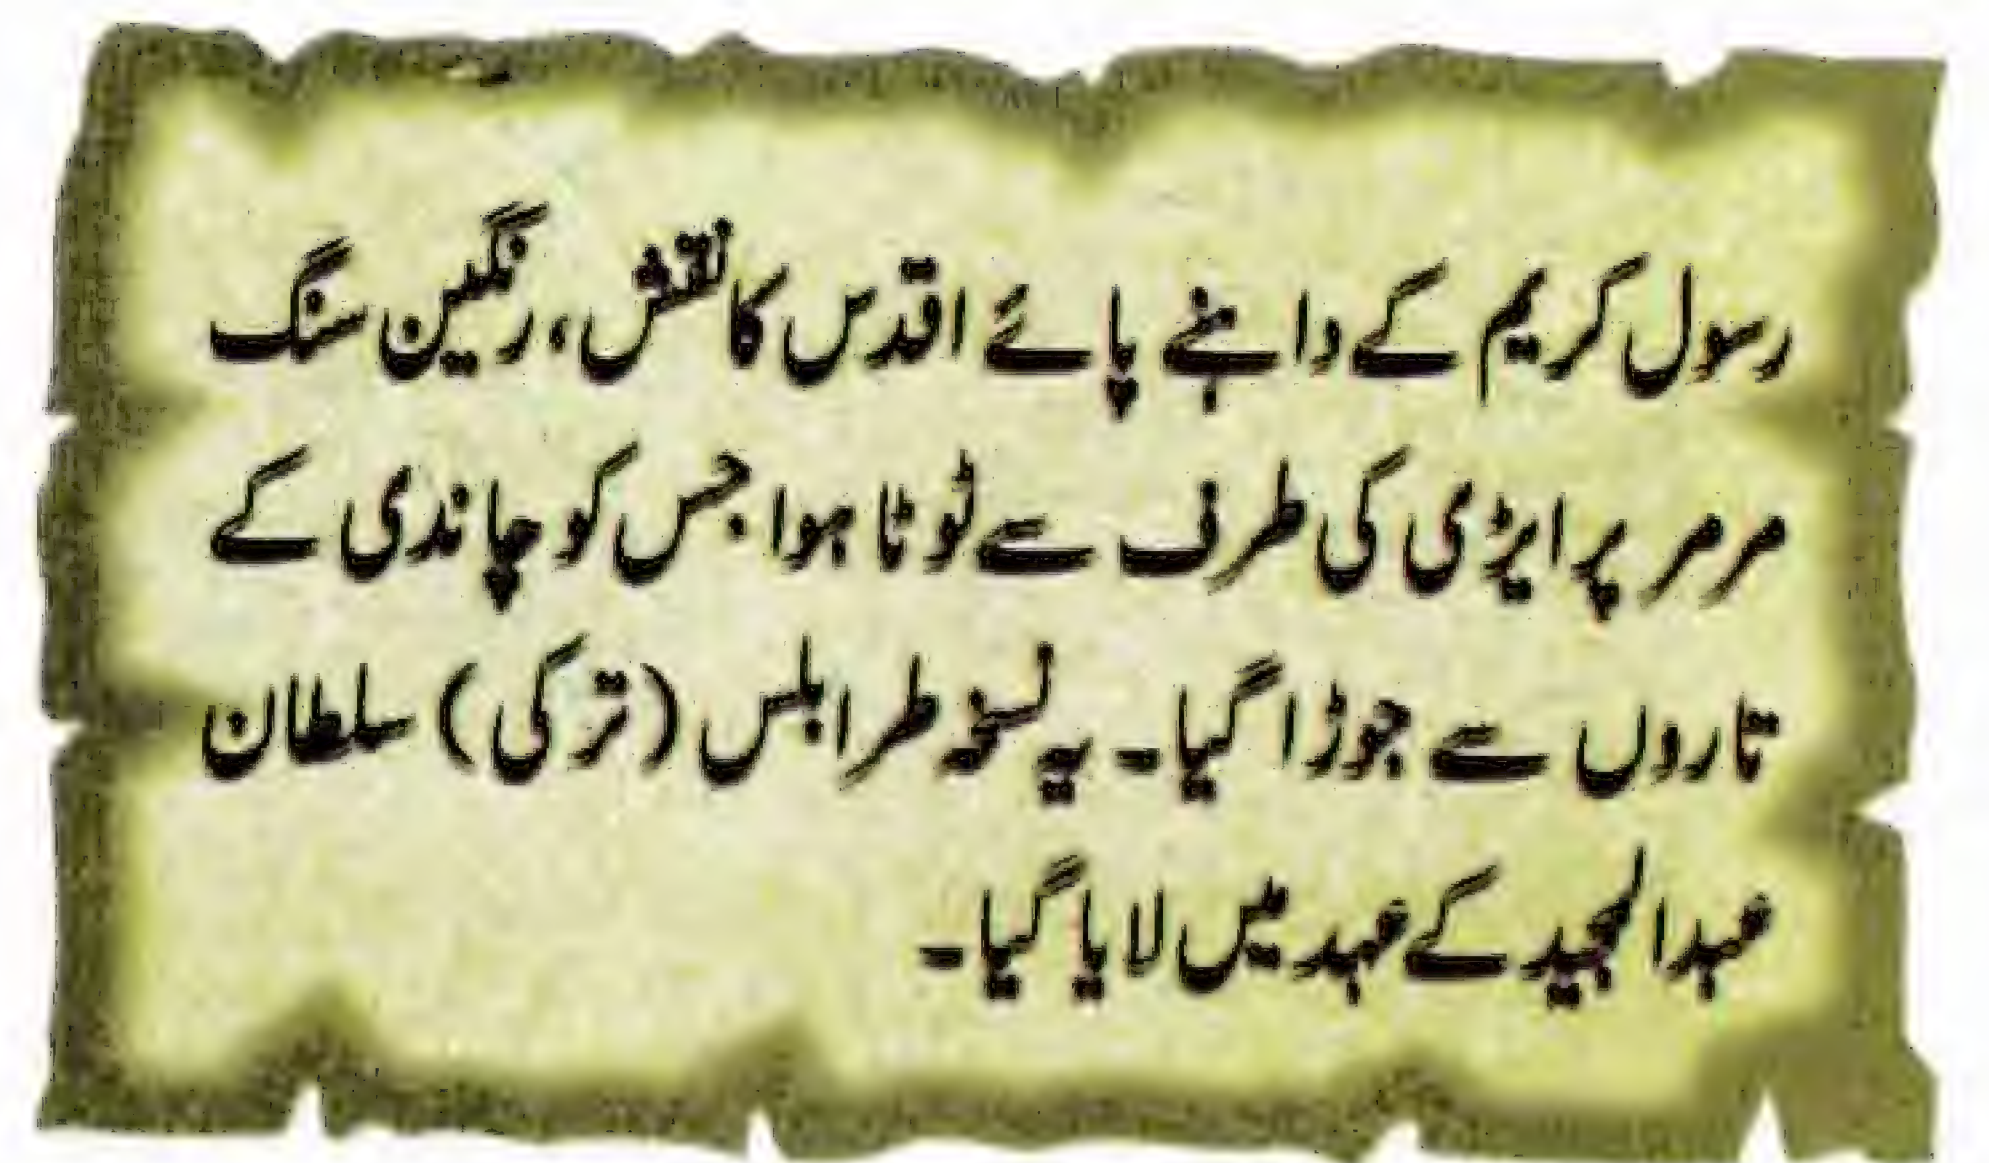 رسول کریم کے داہنے پائے اقدس کا نقش، رنگین سنگ
مرمر پر ایڑی کی طرف سے ٹوٹا ہوا جس کو چاندی کے
تاروں سے جوڑا گیا۔ یہ نسخہ طرابلس (ترکی) سلطان
عبدالمجید کے عہد میں لایا گیا۔